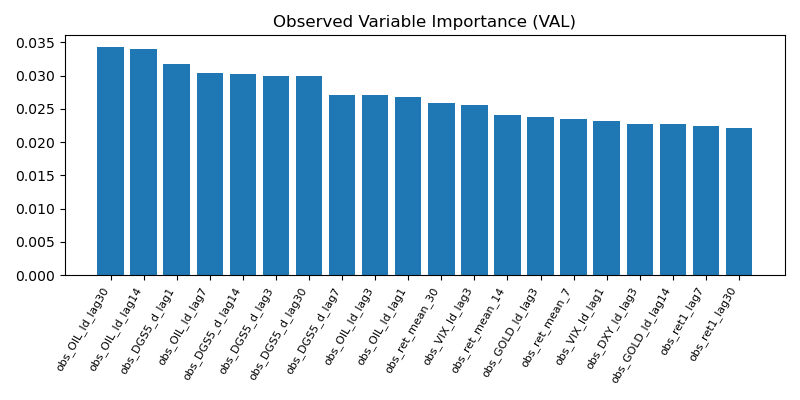 Observed Variable Importance (VAL)
0.035
0.030
0.025
0.020
0.015
0.010
0.005
0.000
obs_OIL_ld_lag30
obs_OIL_ld_lag14
obs_DGS5_d_lag1
obs_OIL_ld_lag7
obs_DGS5_d_lag14
obs_DGS5_d_lag3
obs_DGS5_d_lag30
obs_DGS5_d_lag7
obs_OIL_ld_lag3
obs_OIL_ld_lag1
obs_ret_mean_30
obs_VIX_ld_lag3
obs_ret_mean_14
obs_GOLD_ld_lag3
obs_ret_mean_7
obs_VIX_ld_lag1
obs_DXY_ld_lag3
obs_GOLD_ld_lag14
obs_ret1_lag7
obs_ret1_lag30